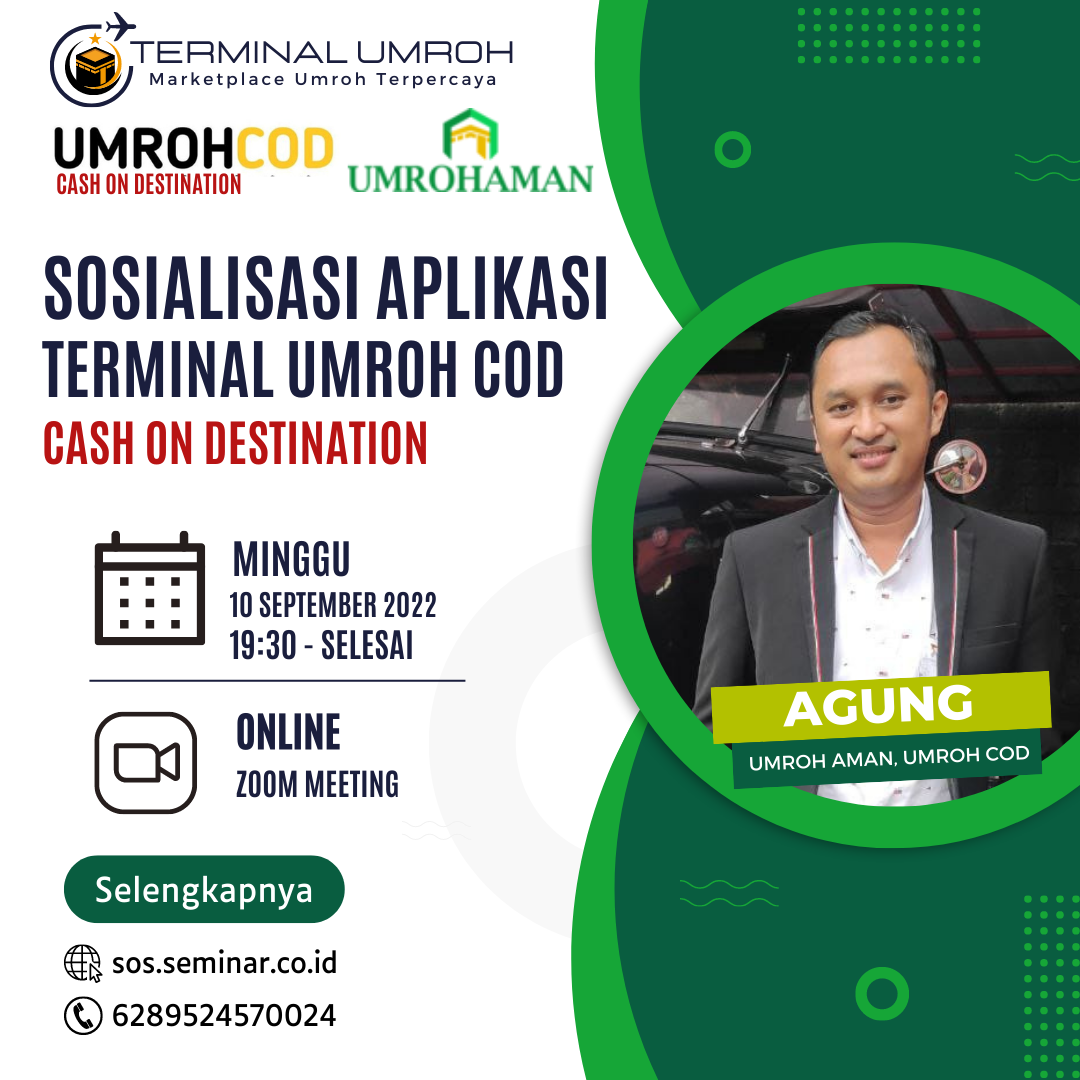 TERMINAL UMROH
Marketplace Umroh Terpercaya
UMROHCOD
CASH ON DESTINATION
UMROHAMAN
SOSIALISASI APLIKASI
TERMINAL UMROH COD
CASH ON DESTINATION
MINGGU
10 SEPTEMBER 2022
19:30 - SELESAI
ONLINE
ZOOM MEETING
AGUNG
UMROH AMAN, UMROH COD
Selengkapnya
sos.seminar.co.id
6289524570024